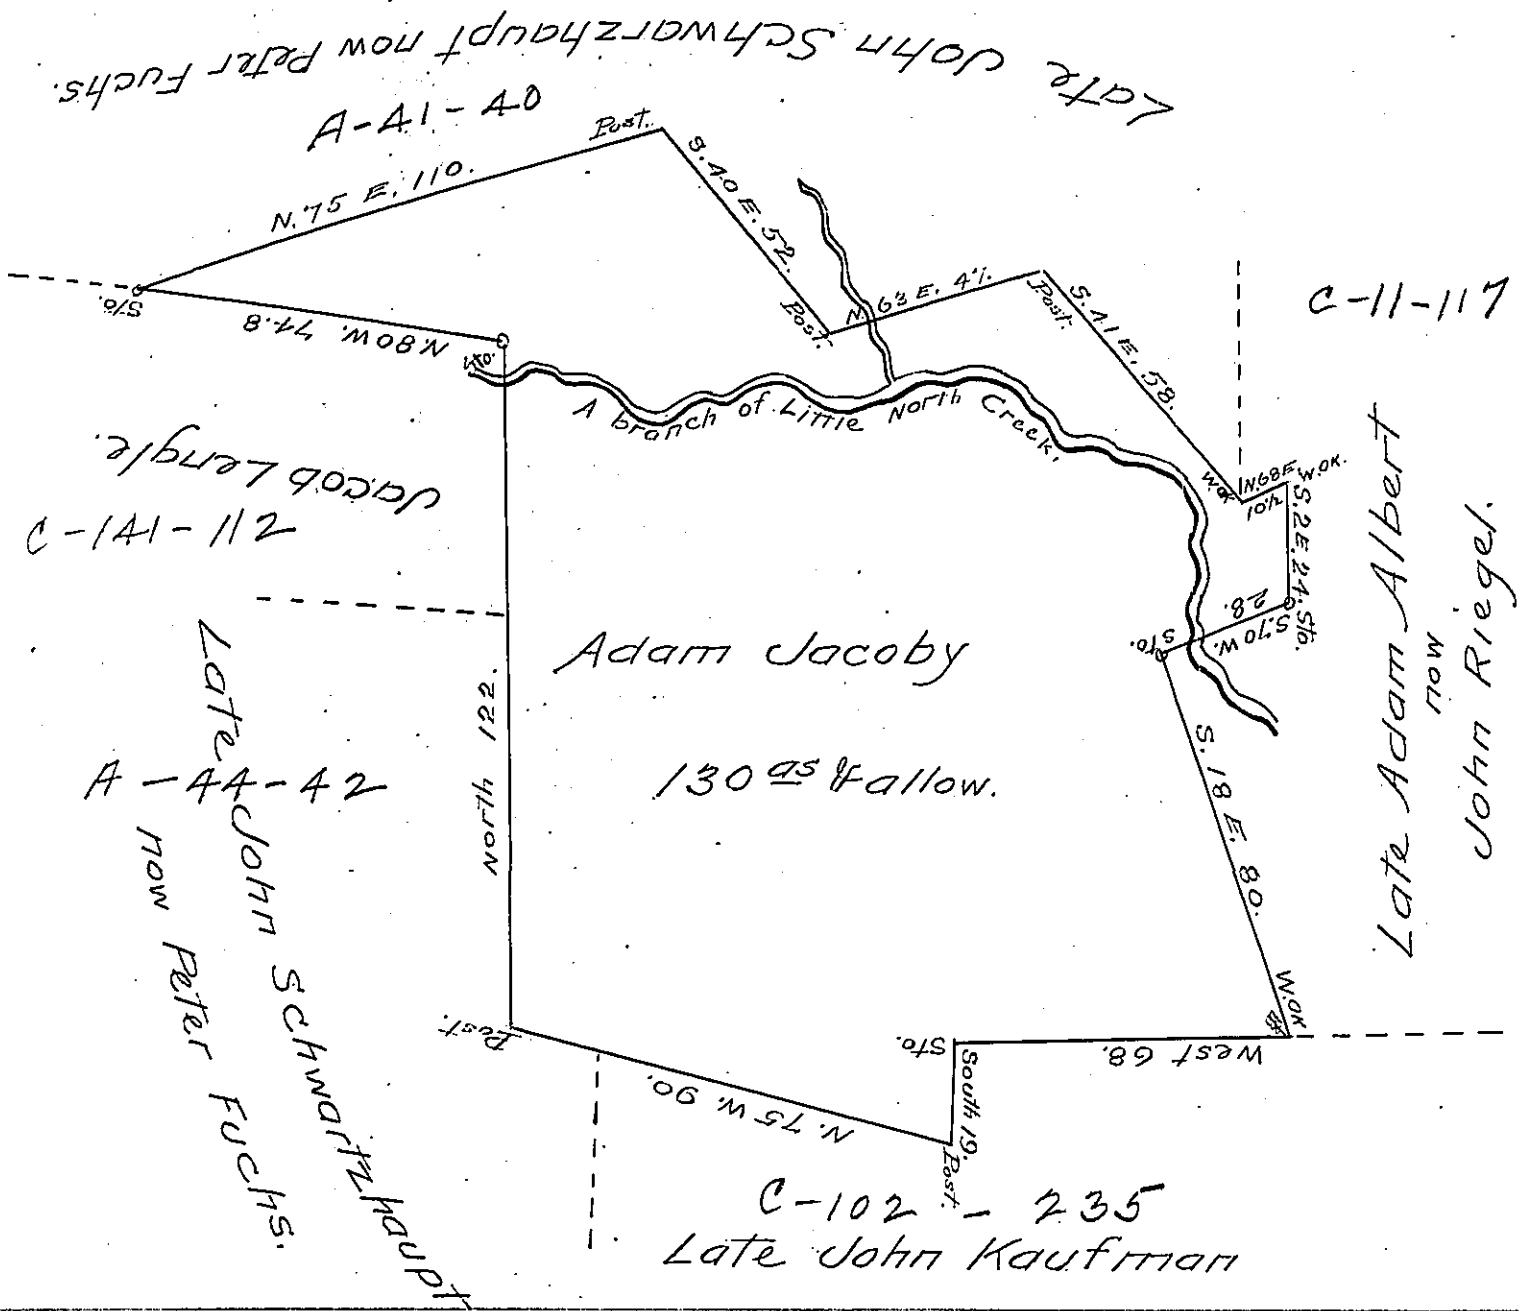 Late John Schwarzhaupt now Peter Fuchs.
A-41-40
Post.
N. 75 E. 110.
S. 40 E. 52.
Post.
N. 63 E. 41.
Post.
S. 41 E. 58.
C-11-117
Sto.
N 80 W. 74.8
Sto.
A branch of Little North Creek.
W.OK
N.68E.
10½
W.OK.
S. 2 E. 24.
Sto.
S. 70 W.
28.
Sto.
Jacob Lengle.
C-141-112
Late Adam Albert
now
John Riegel.
Adam Jacoby
130 as & allow.
North 122.
S. 18 E. 80.
Late John Schwartzhaupt
A-44-42
now Peter Fuchs.
W.OK
West 68.
Sto.
South 19.
Post.
N. 75 W. 90.
Post.
C-102-235
Late John Kaufman